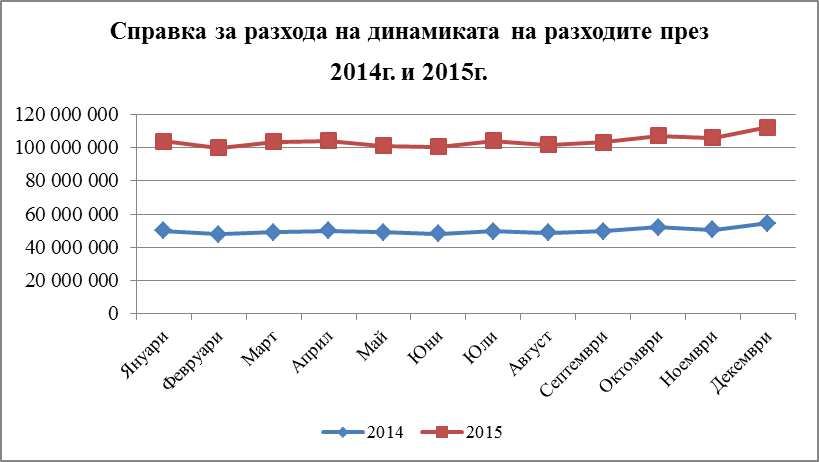 Справка за разхода на динамиката на разходите през
2014г. и 2015г.
120 000 000
100 000 000
80 000 000
60 000 000
40 000 000
20 000 000
0
Януари
Февруари
Март
Април
Май
Юни
Юли
Август
Септември
Октомври
Ноември
Декември
2014
2015